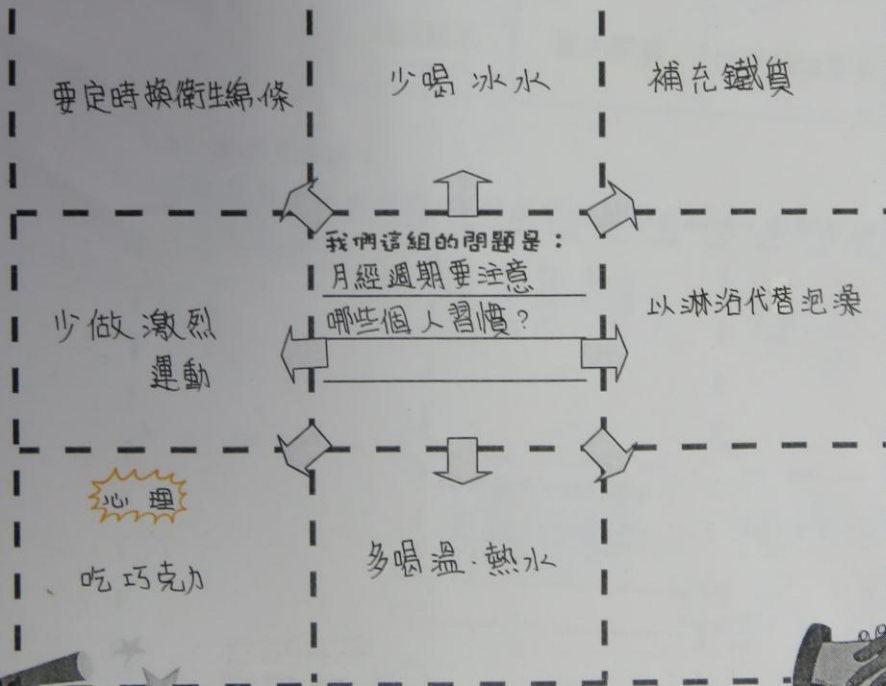 要定時換衛生綿條
少喝冰水
補充鐵質
我們這組的問題是：
月經週期要注意
哪些個人習慣？
少做激烈
運動
以淋浴代替泡澡
心理
吃巧克力
多喝溫．熱水